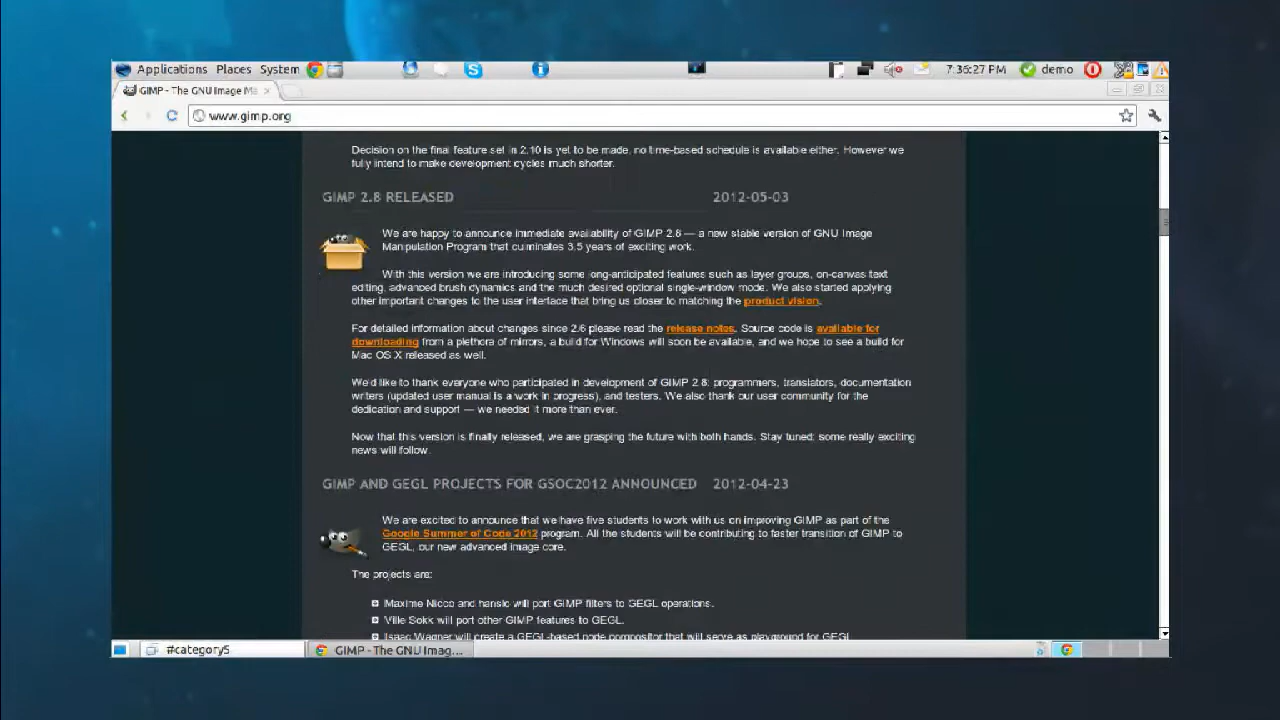 Applications Places System 7:36:27 PM demo
GIMP - The GNU Image Ma
www.gimp.org
Decision on the final feature set in 2.10 is yet to be made, no time-based schedule is available either. However we
fully intend to make development cycles much shorter.
GIMP 2.8 RELEASED 2012-05-03
We are happy to announce immediate availability of GIMP 2.8 — a new stable version of GNU Image
Manipulation Program that culminates 3.5 years of exciting work.
With this version we are introducing some long-anticipated features such as layer groups, on-canvas text
editing, advanced brush dynamics and the much desired optional single-window mode. We also started applying
other important changes to the user interface that bring us closer to matching the product vision.
For detailed information about changes since 2.6 please read the release notes. Source code is available for
downloading from a plethora of mirrors, a build for Windows will soon be available, and we hope to see a build for
Mac OS X released as well.
We'd like to thank everyone who participated in development of GIMP 2.8: programmers, translators, documentation
writers (updated user manual is a work in progress), and testers. We also thank our user community for the
dedication and support — we needed it more than ever.
Now that this version is finally released, we are grasping the future with both hands. Stay tuned: some really exciting
news will follow.
GIMP AND GEGL PROJECTS FOR GSOC2012 ANNOUNCED 2012-04-23
We are excited to announce that we have five students to work with us on improving GIMP as part of the
Google Summer of Code 2012 program. All the students will be contributing to faster transition of GIMP to
GEGL, our new advanced image core.
The projects are:
Maxime Nicco and hansio will port GIMP filters to GEGL operations.
Ville Sokk will port other GIMP features to GEGL.
Isaac Wagner will create a GEGL-based node compositor that will serve as playground for GEGL
#category5 GIMP - The GNU Imag...